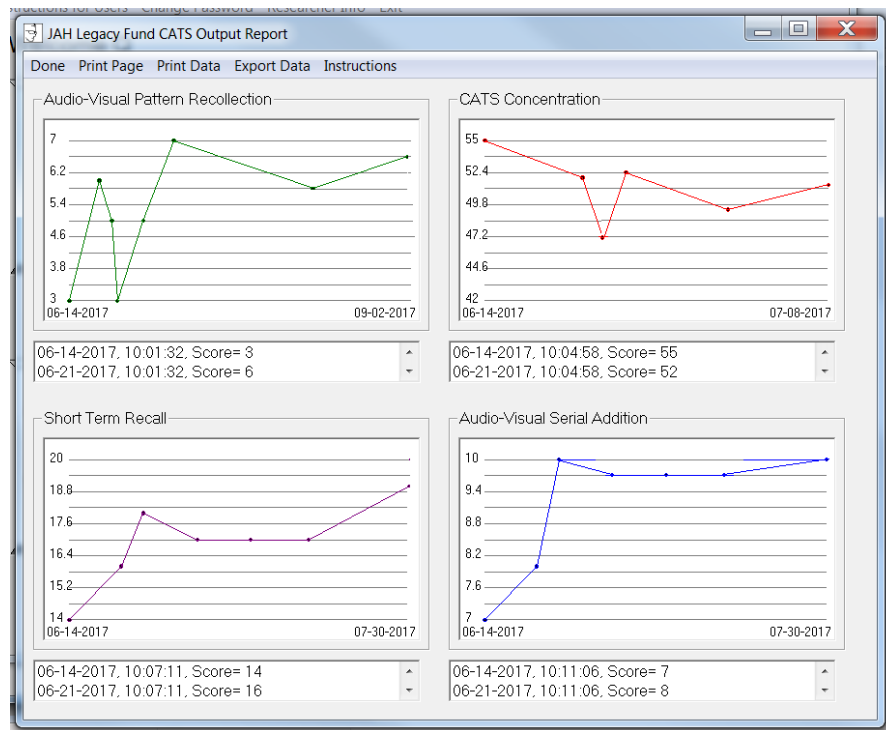 structions for Users Change Password Researcher Info Exit
JAH Legacy Fund CATS Output Report
Done Print Page Print Data Export Data Instructions
Audio-Visual Pattern Recollection
7
6.2
5.4
4.6
3.8
3
06-14-2017 09-02-2017
06-14-2017, 10:01:32, Score= 3
06-21-2017, 10:01:32, Score= 6
CATS Concentration
55
52.4
49.8
47.2
44.6
42
06-14-2017 07-08-2017
06-14-2017, 10:04:58, Score= 55
06-21-2017, 10:04:58, Score= 52
Short Term Recall
20
18.8
17.6
16.4
15.2
14
06-14-2017 07-30-2017
06-14-2017, 10:07:11, Score= 14
06-21-2017, 10:07:11, Score= 16
Audio-Visual Serial Addition
10
9.4
8.8
8.2
7.6
7
06-14-2017 07-30-2017
06-14-2017, 10:11:06, Score= 7
06-21-2017, 10:11:06, Score= 8